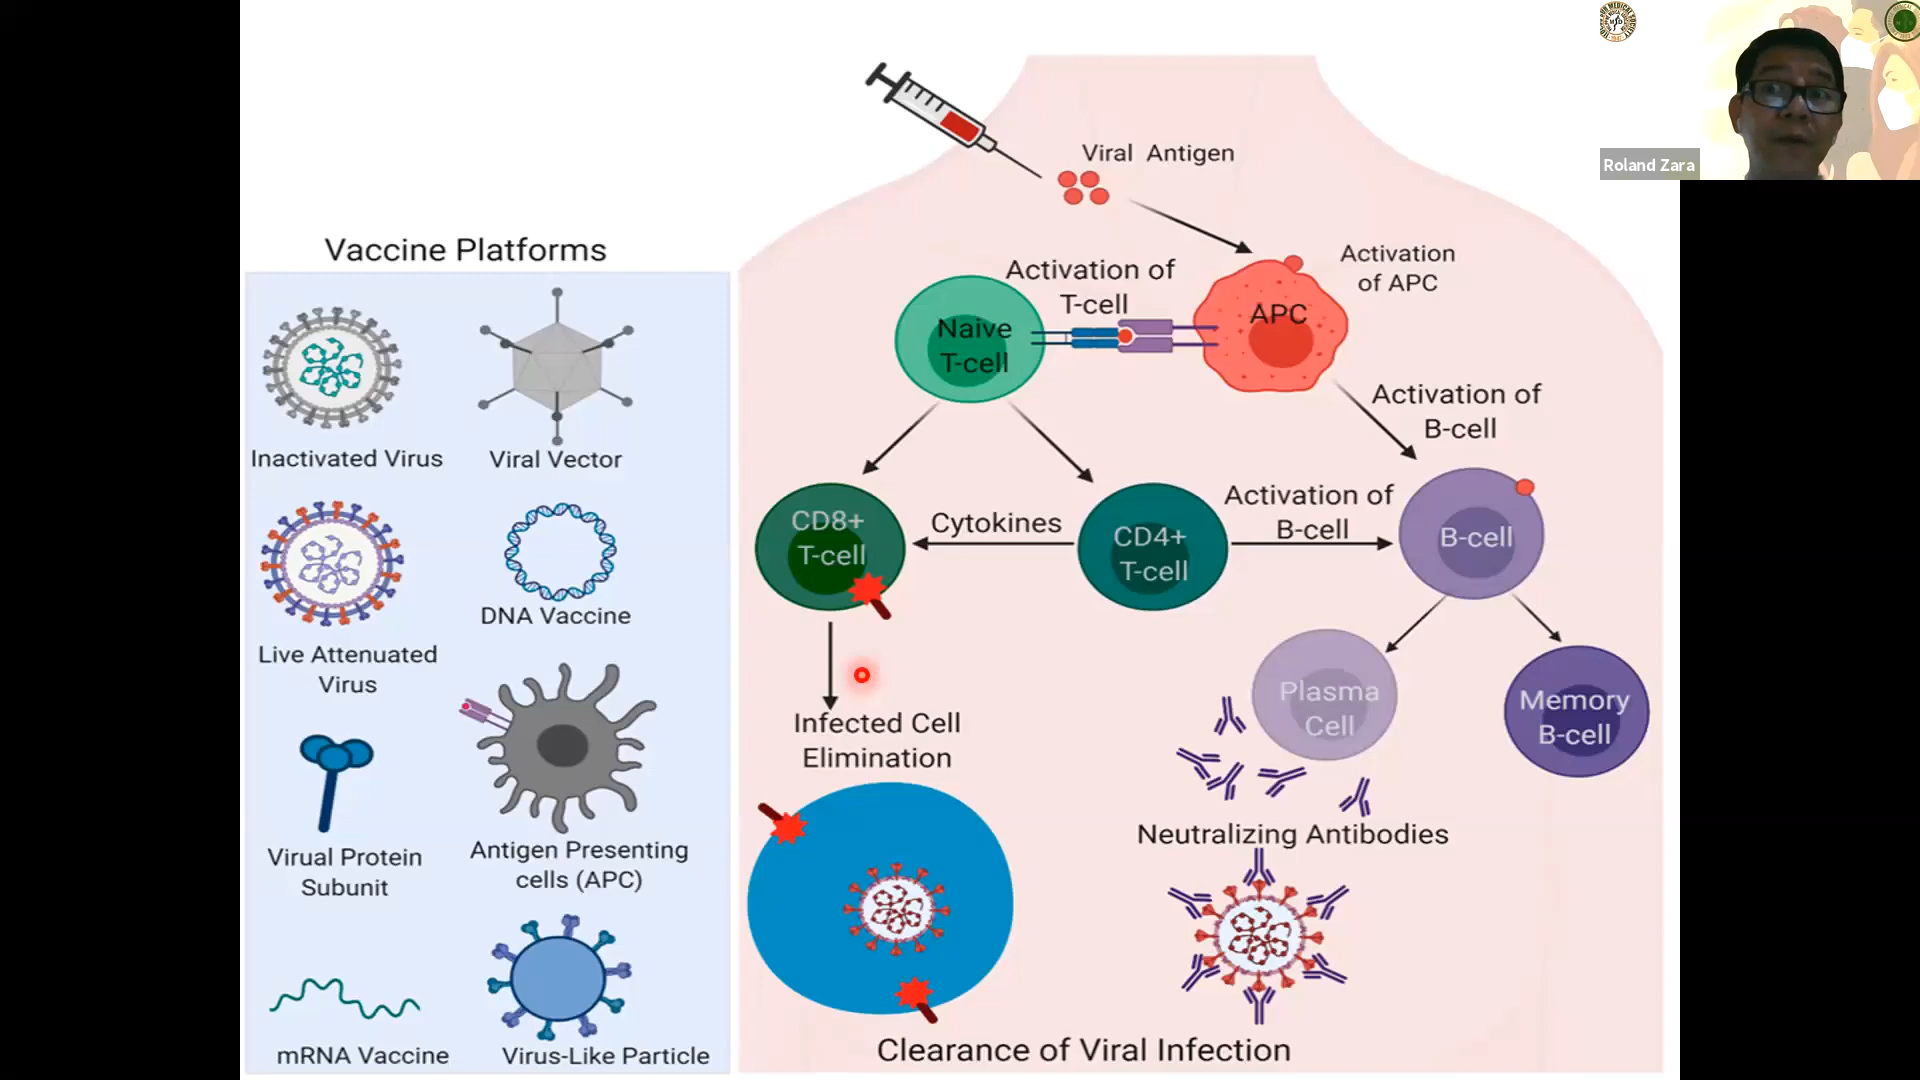 Roland Zara
Viral Antigen
Vaccine Platforms
Inactivated Virus
Viral Vector
Live Attenuated
Virus
DNA Vaccine
Virual Protein
Subunit
Antigen Presenting
cells (APC)
mRNA Vaccine
Virus-Like Particle
Activation
of APC
Activation of
T-cell
APC
Naive
T-cell
Activation of
B-cell
CD8+
T-cell
Cytokines
CD4+
T-cell
Activation of
B-cell
B-cell
Infected Cell
Elimination
Plasma
Cell
Memory
B-cell
Neutralizing Antibodies
Clearance of Viral Infection